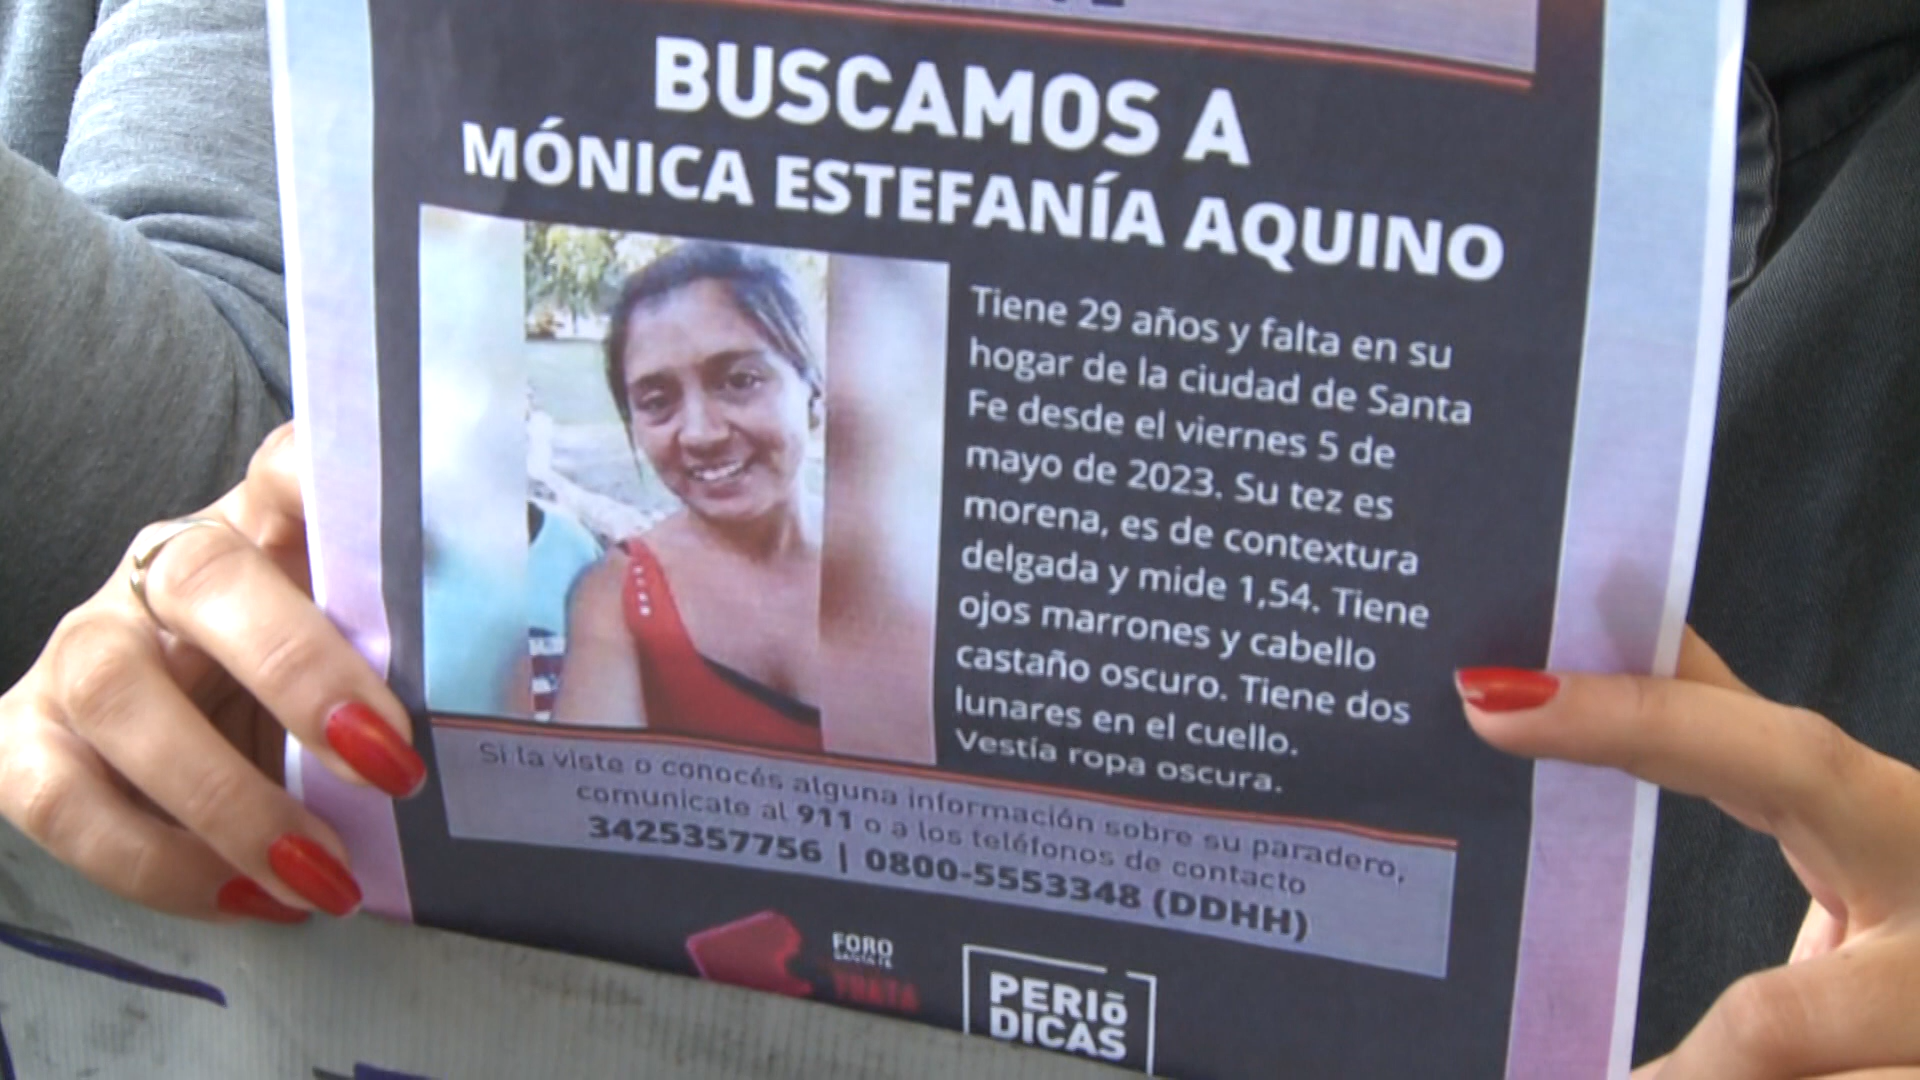 BUSCAMOS A
MÓNICA ESTEFANÍA AQUINO
Tiene 29 años y falta en su
hogar de la ciudad de Santa
Fe desde el viernes 5 de
mayo de 2023. Su tez es
morena, es de contextura
delgada y mide 1,54. Tiene
ojos marrones y cabello
castaño oscuro. Tiene dos
lunares en el cuello.
Vestía ropa oscura.
Si la viste o conocés alguna información sobre su paradero,
comunicate al 911 o a los teléfonos de contacto
3425357756 | 0800-5553348 (DDHH)
FORO
SANTA FE
TRATA
PERIÓ
DICAS